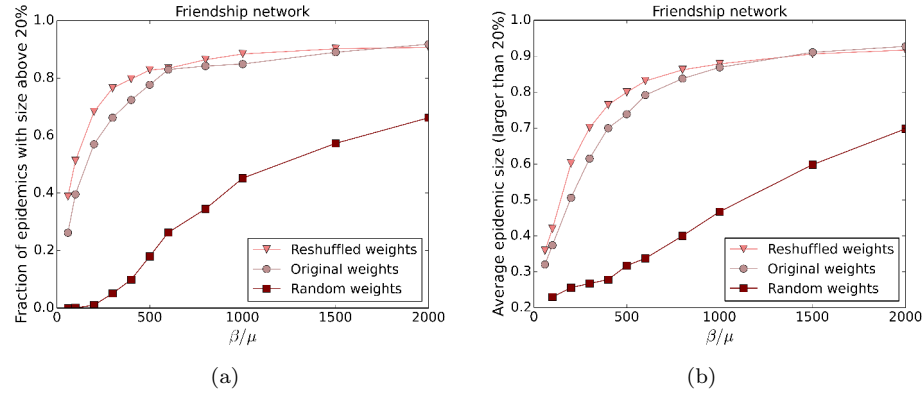 Friendship network
Fraction of epidemics with size above 20%
1.0
0.8
0.6
0.4
0.2
0.0
0
500
1000
1500
2000
β/μ
Reshuffled weights
Original weights
Random weights
(a)
Friendship network
Average epidemic size (larger than 20%)
1.0
0.9
0.8
0.7
0.6
0.5
0.4
0.3
0.2
0
500
1000
1500
2000
β/μ
Reshuffled weights
Original weights
Random weights
(b)